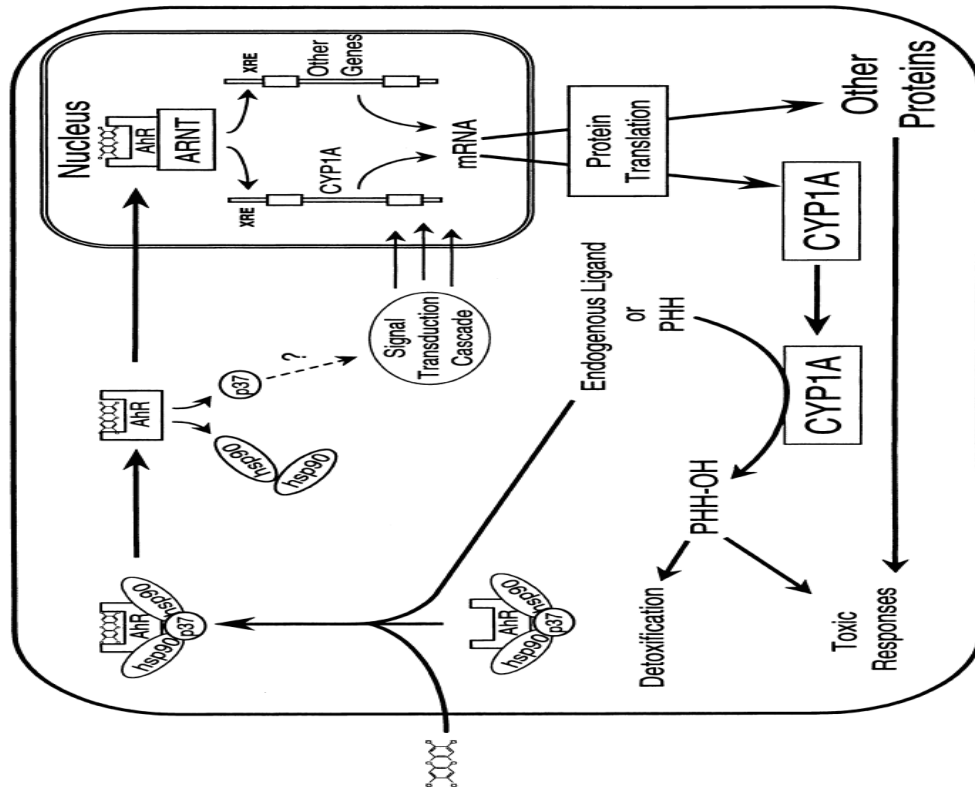 Nucleus
AhR
ARNT
XRE
Other
Genes
XRE
CYP1A
mRNA
Protein
Translation
Other
Proteins
CYP1A
AhR
p37
?
hsp90
hsp90
Signal
Transduction
Cascade
Endogenous Ligand
or
PHH
CYP1A
PHH-OH
AhR
hsp90
hsp90
p37
AhR
hsp90
hsp90
p37
Detoxification
Toxic
Responses